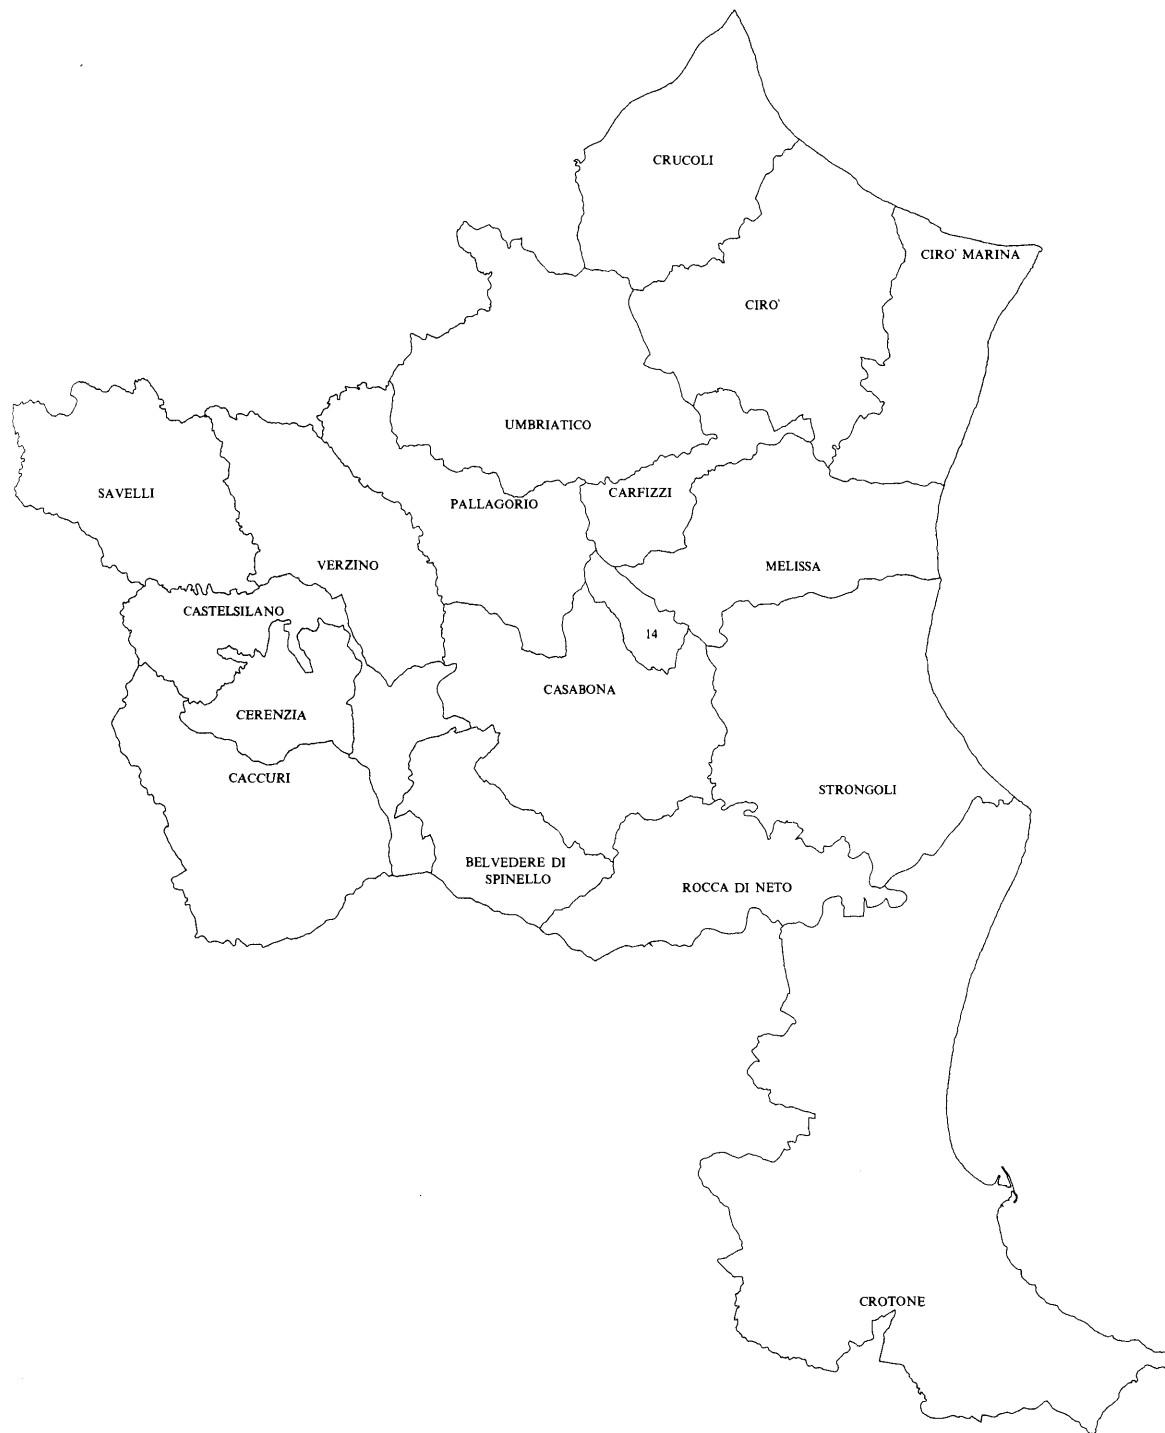 CRUCOLI
CIRO' MARINA
CIRO'
UMBRIATICO
SAVELLI
CARFIZZI
PALLAGORIO
VERZINO
MELISSA
CASTELSILANO
14
CASABONA
CERENZIA
CACCURI
STRONGOLI
BELVEDERE DI
SPINELLO
ROCCA DI NETO
CROTONE